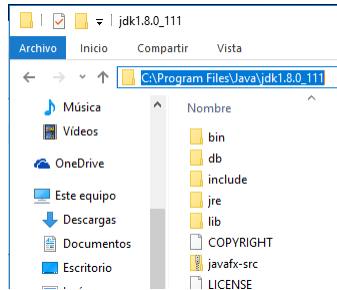 jdk1.8.0_111
Archivo Inicio Compartir Vista
C:\Program Files\Java\jdk1.8.0_111
Música
Vídeos
OneDrive
Este equipo
Descargas
Documentos
Escritorio
Nombre
bin
db
include
jre
lib
COPYRIGHT
javafx-src
LICENSE